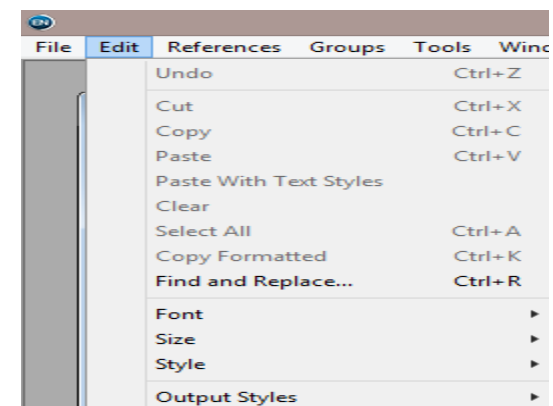 EN
File Edit References Groups Tools
Undo Ctrl+Z
Cut Ctrl+X
Copy Ctrl+C
Paste Ctrl+V
Paste With Text Styles
Clear
Select All Ctrl+A
Copy Formatted Ctrl+K
Find and Replace... Ctrl+R
Font
Size
Style
Output Styles